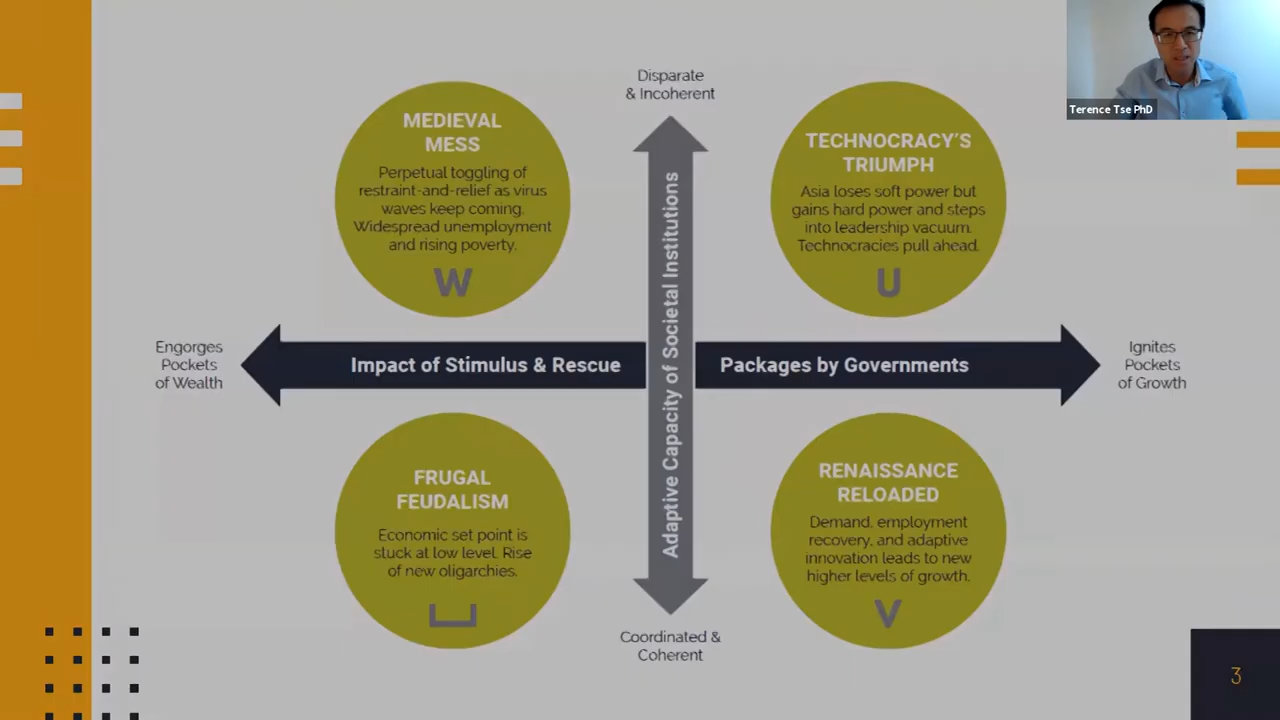 Terence Tse PhD
Disparate
& Incoherent
MEDIEVAL
MESS
Perpetual toggling of
restraint-and-relief as virus
waves keep coming.
Widespread unemployment
and rising poverty.
W
TECHNOCRACY'S
TRIUMPH
Asia loses soft power but
gains hard power and steps
into leadership vacuum.
Technocracies pull ahead.
U
Adaptive Capacity of Societal Institutions
Engorges
Pockets
of Wealth
Impact of Stimulus & Rescue
Packages by Governments
Ignites
Pockets
of Growth
FRUGAL
FEUDALISM
Economic set point is
stuck at low level. Rise
of new oligarchies.
RENAISSANCE
RELOADED
Demand, employment
recovery, and adaptive
innovation leads to new
higher levels of growth.
V
Coordinated &
Coherent
3